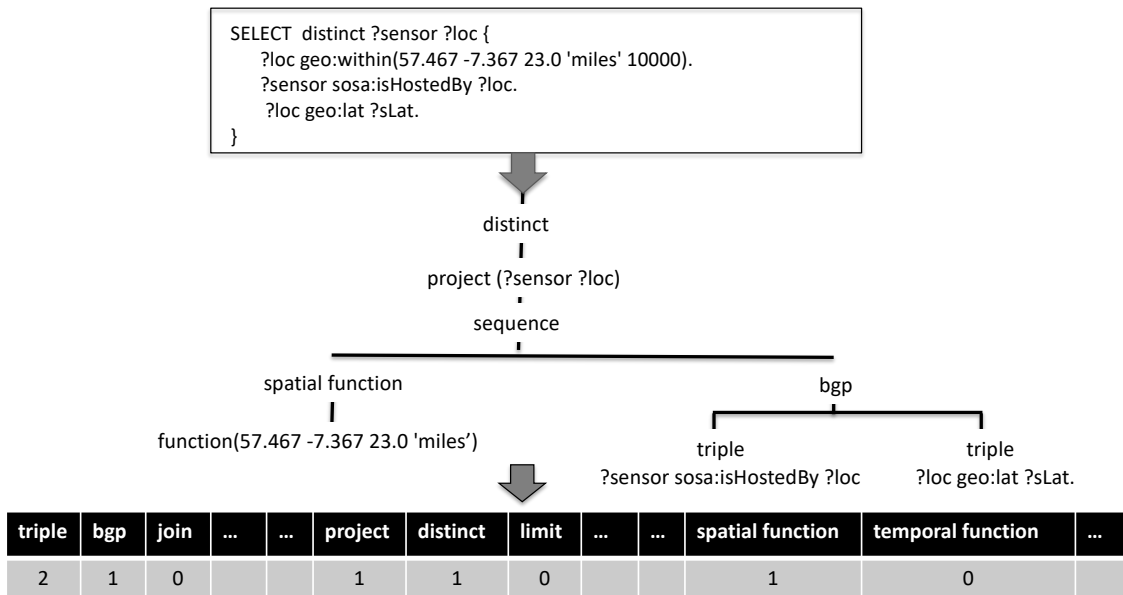 SELECT distinct ?sensor ?loc {
?loc geo:within(57.467 -7.367 23.0 'miles' 10000).
?sensor sosa:isHostedBy ?loc.
?loc geo:lat ?sLat.
}
distinct
project (?sensor ?loc)
sequence
spatial function bgp
function(57.467 -7.367 23.0 'miles’)
triple triple
?sensor sosa:isHostedBy ?loc ?loc geo:lat ?sLat.
triple bgp join ... ... project distinct limit ... ... spatial function temporal function ...
2 1 0 1 1 0 1 0